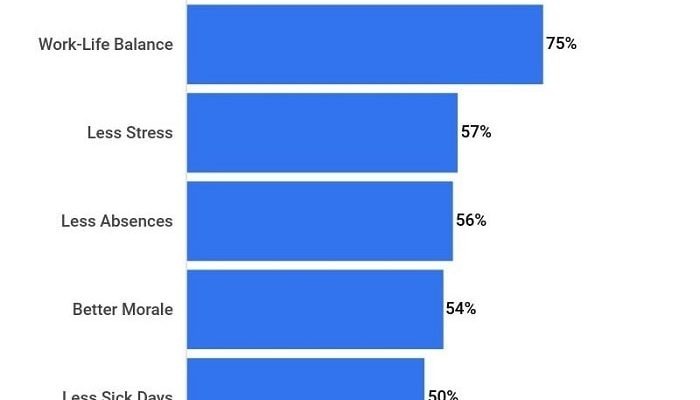 Work-Life Balance 75%
Less Stress 57%
Less Absences 56%
Better Morale 54%
Less Sick Days 50%